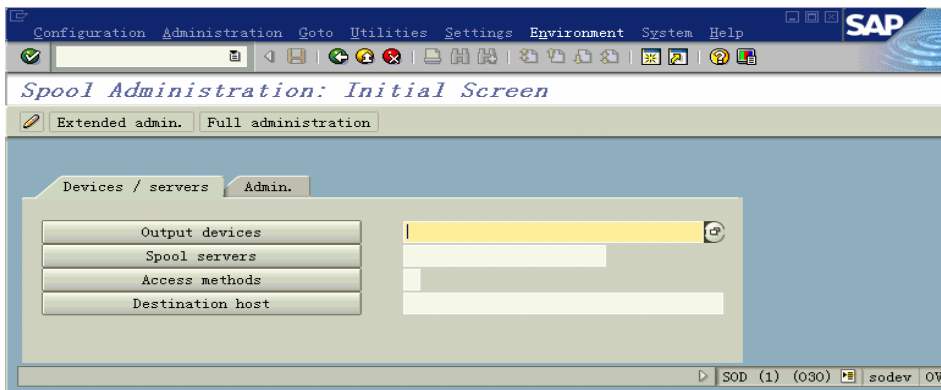 Configuration Administration Goto Utilities Settings Environment System Help
SAP
Spool Administration: Initial Screen
Extended admin. Full administration
Devices / servers Admin.
Output devices
Spool servers
Access methods
Destination host
SOD (1) (030) sodev